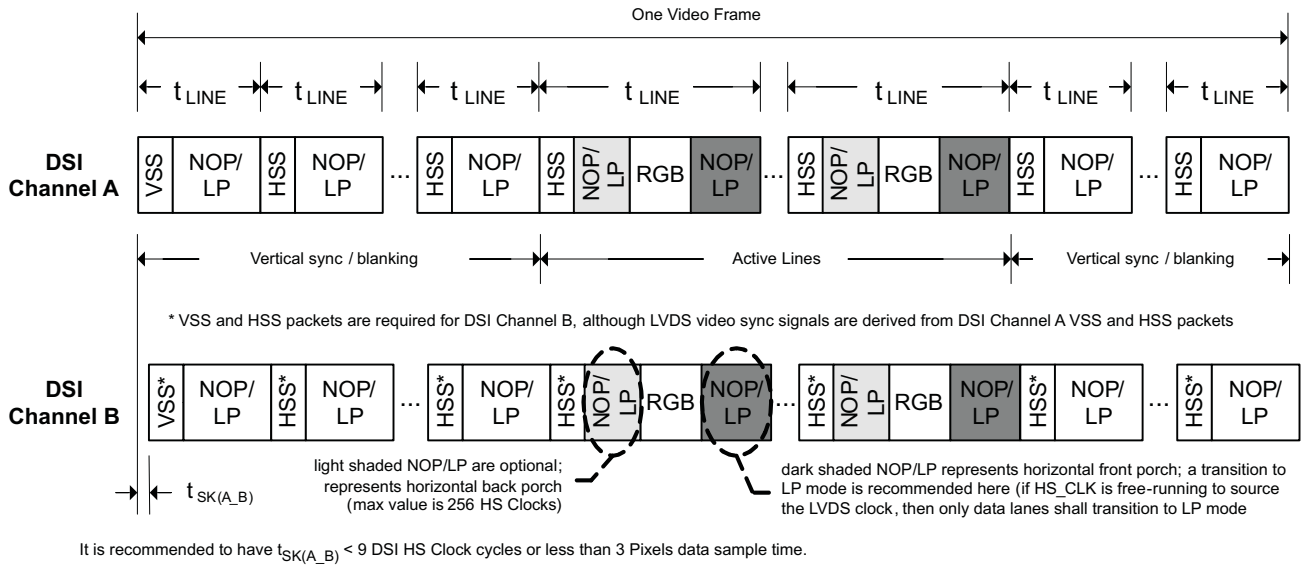 One Video Frame
t LINE t LINE t LINE t LINE t LINE t LINE t LINE
DSI
Channel A
VSS NOP/
LP HSS NOP/
LP ... HSS NOP/
LP HSS NOP/
LP RGB NOP/
LP ... HSS NOP/
LP RGB NOP/
LP HSS NOP/
LP ... HSS NOP/
LP
Vertical sync / blanking Active Lines Vertical sync / blanking
* VSS and HSS packets are required for DSI Channel B, although LVDS video sync signals are derived from DSI Channel A VSS and HSS packets
DSI
Channel B
VSS* NOP/
LP HSS* NOP/
LP ... HSS* NOP/
LP HSS* NOP/
LP RGB NOP/
LP ... HSS* NOP/
LP RGB NOP/
LP HSS* NOP/
LP ... HSS* NOP/
LP
t SK(A_B)
light shaded NOP/LP are optional;
represents horizontal back porch
(max value is 256 HS Clocks)
dark shaded NOP/LP represents horizontal front porch; a transition to
LP mode is recommended here (if HS_CLK is free-running to source
the LVDS clock, then only data lanes shall transition to LP mode
It is recommended to have tSK(A_B) < 9 DSI HS Clock cycles or less than 3 Pixels data sample time.